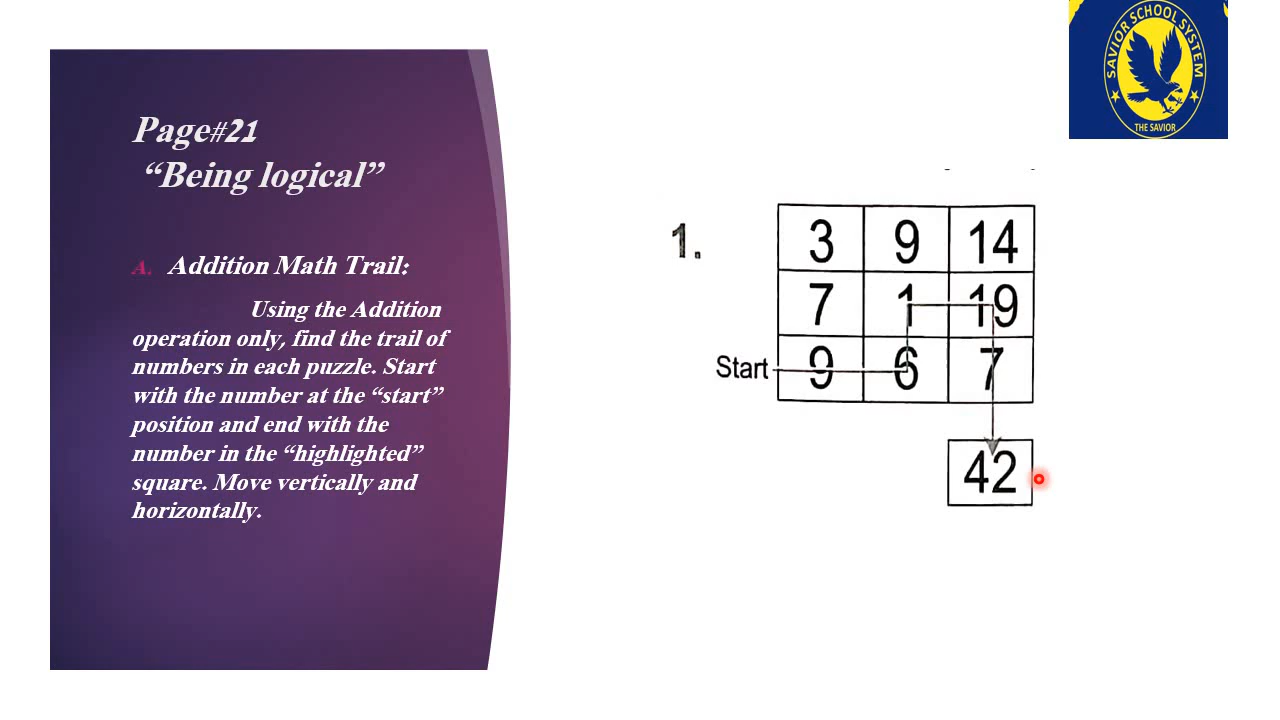 SAVIOR SCHOOL SYSTEM
THE SAVIOR
Page#21
“Being logical”
A. Addition Math Trail:
Using the Addition
operation only, find the trail of
numbers in each puzzle. Start
with the number at the “start”
position and end with the
number in the “highlighted”
square. Move vertically and
horizontally.
1.
3 9 14
7 1 19
Start 9 6 7
42